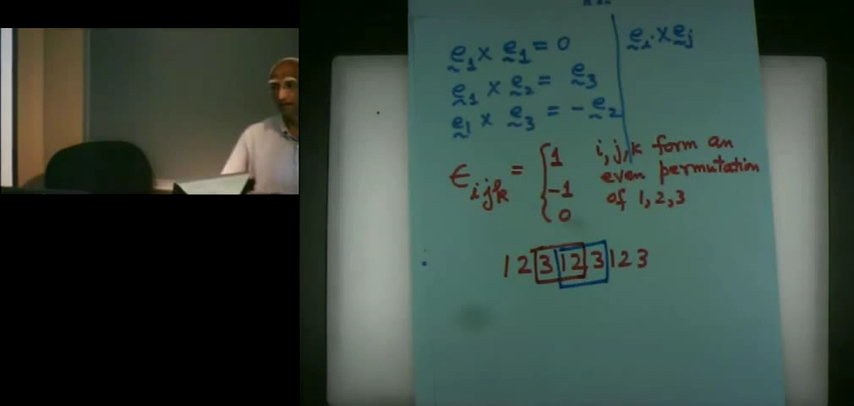 e1 × e1 = 0
e1 × e2 = e3
e1 × e3 = - e2
ei × ej
ϵijk = { 1 i, j, k form an
even permutation
-1 of 1, 2, 3
0
1 2 3 1 2 3 1 2 3